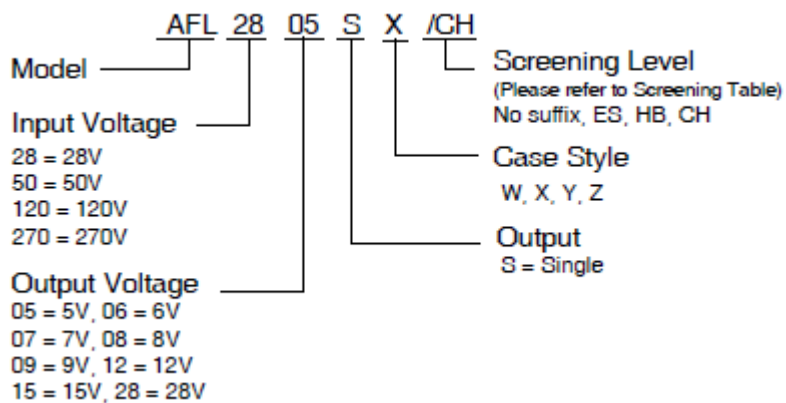 AFL 28 05 S X /CH
Model
Input Voltage
28 = 28V
50 = 50V
120 = 120V
270 = 270V
Output Voltage
05 = 5V, 06 = 6V
07 = 7V, 08 = 8V
09 = 9V, 12 = 12V
15 = 15V, 28 = 28V
Screening Level
(Please refer to Screening Table)
No suffix, ES, HB, CH
Case Style
W, X, Y, Z
Output
S = Single